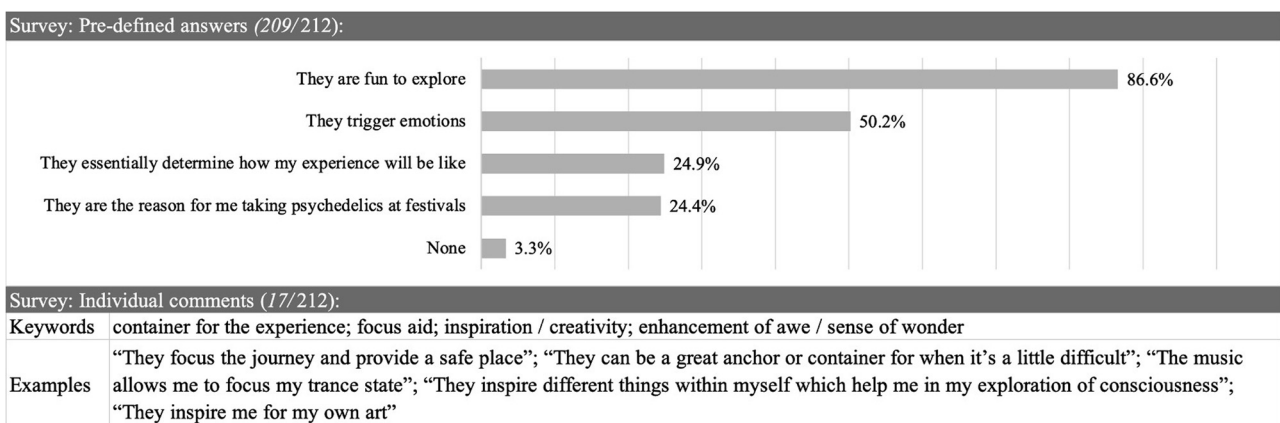 Survey: Pre-defined answers (209/212):
They are fun to explore 86.6%
They trigger emotions 50.2%
They essentially determine how my experience will be like 24.9%
They are the reason for me taking psychedelics at festivals 24.4%
None 3.3%
Survey: Individual comments (17/212):
Keywords container for the experience; focus aid; inspiration / creativity; enhancement of awe / sense of wonder
“They focus the journey and provide a safe place”; “They can be a great anchor or container for when it’s a little difficult”; “The music
Examples allows me to focus my trance state”; “They inspire different things within myself which help me in my exploration of consciousness”;
“They inspire me for my own art”